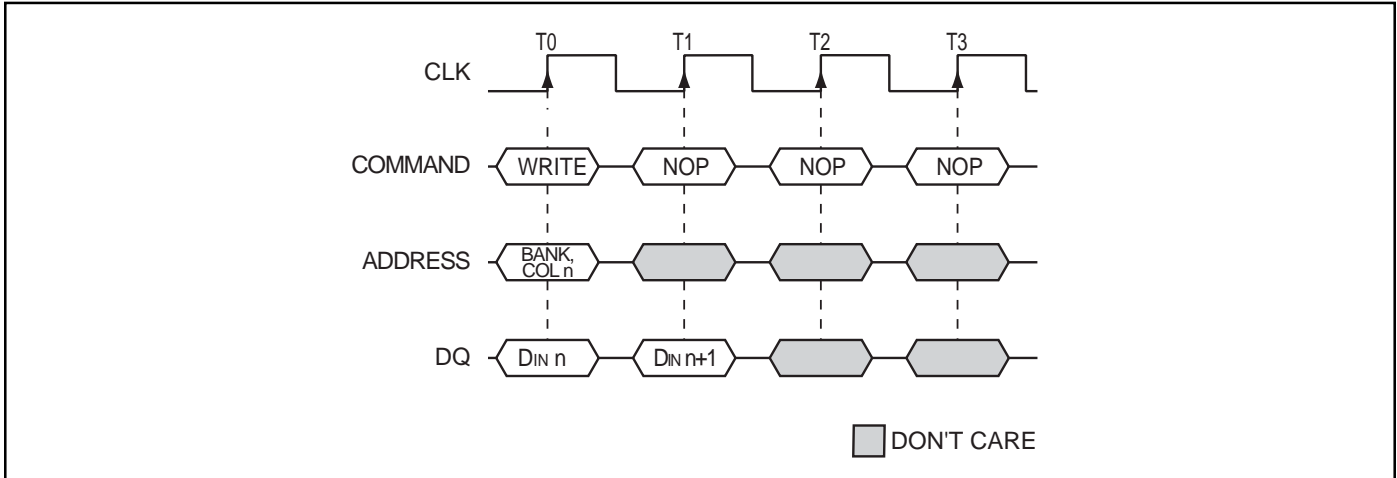 T0 T1 T2 T3
CLK
COMMAND WRITE NOP NOP NOP
ADDRESS BANK,
COL n
DQ DIN n DIN n+1
DON'T CARE